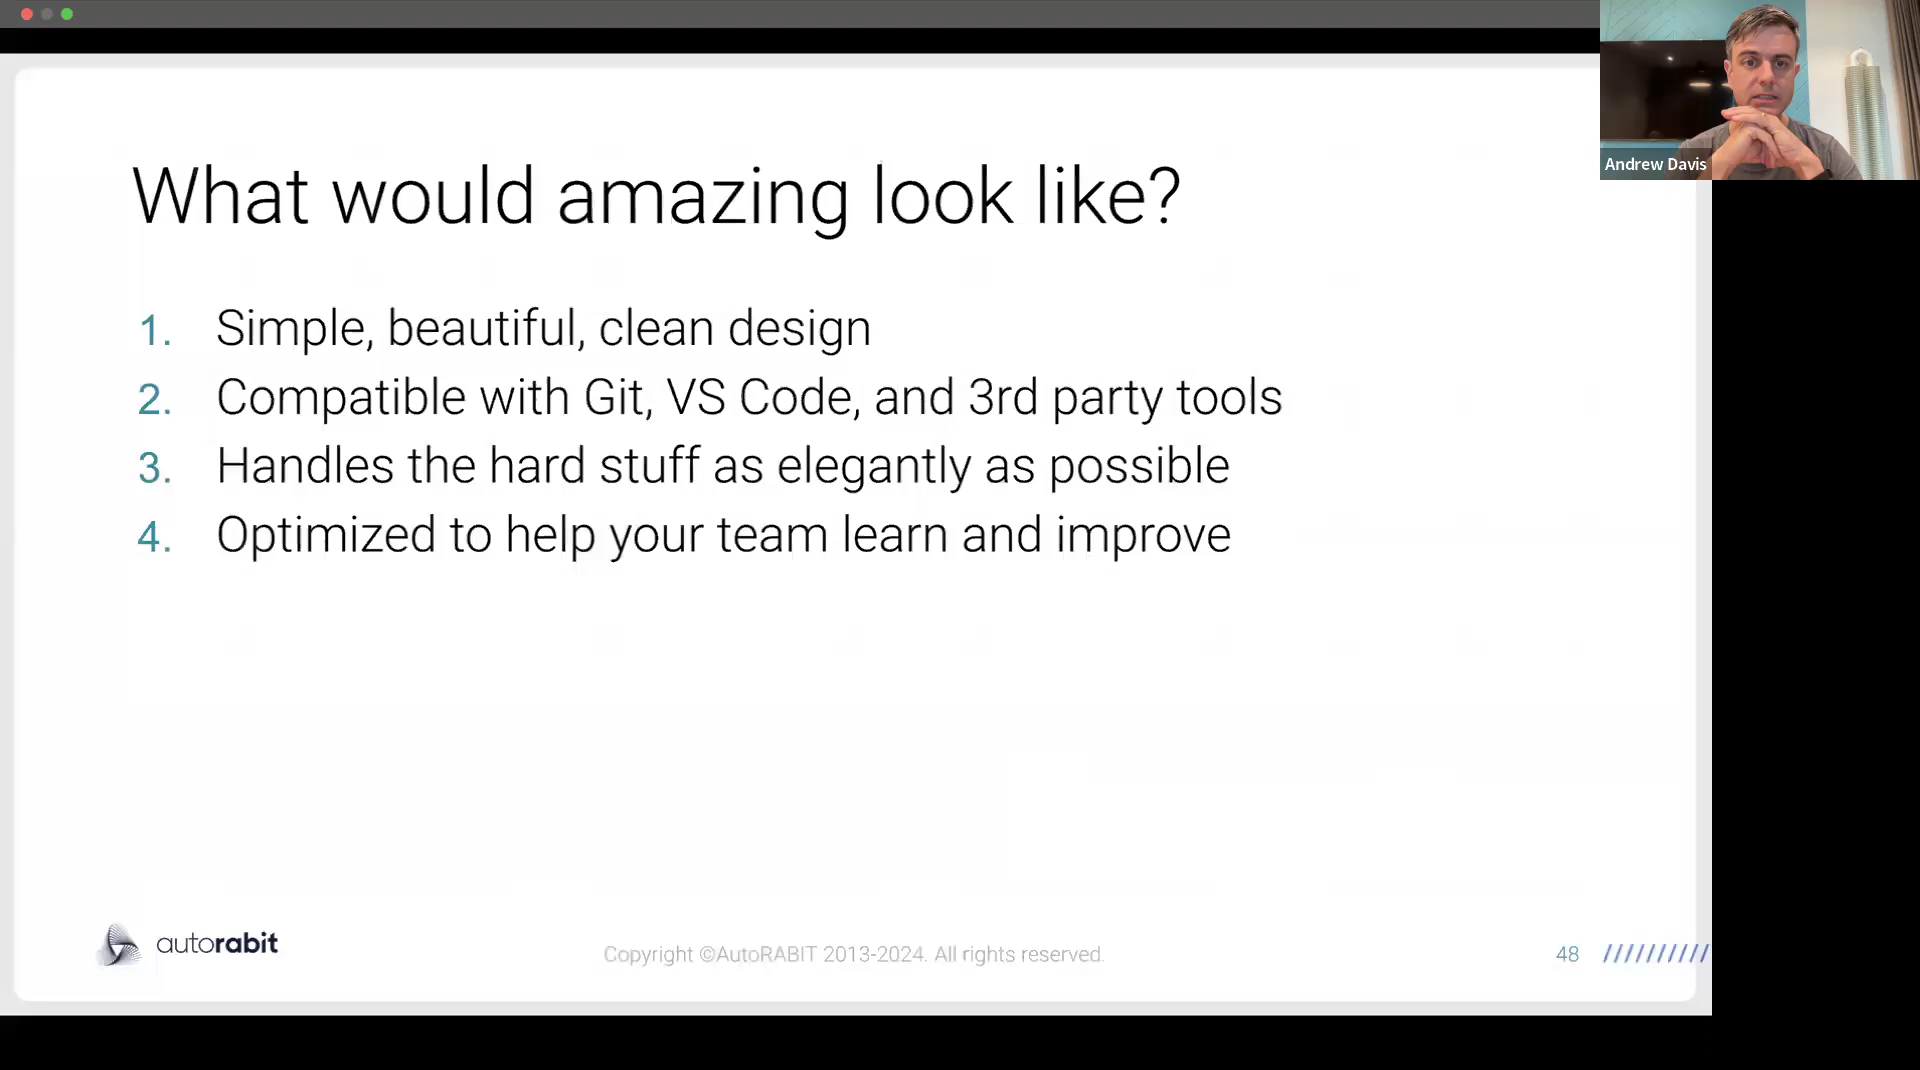 Andrew Davis
What would amazing look like?
1. Simple, beautiful, clean design
2. Compatible with Git, VS Code, and 3rd party tools
3. Handles the hard stuff as elegantly as possible
4. Optimized to help your team learn and improve
autorabit
Copyright ©AutoRABIT 2013-2024. All rights reserved.
48 //////////